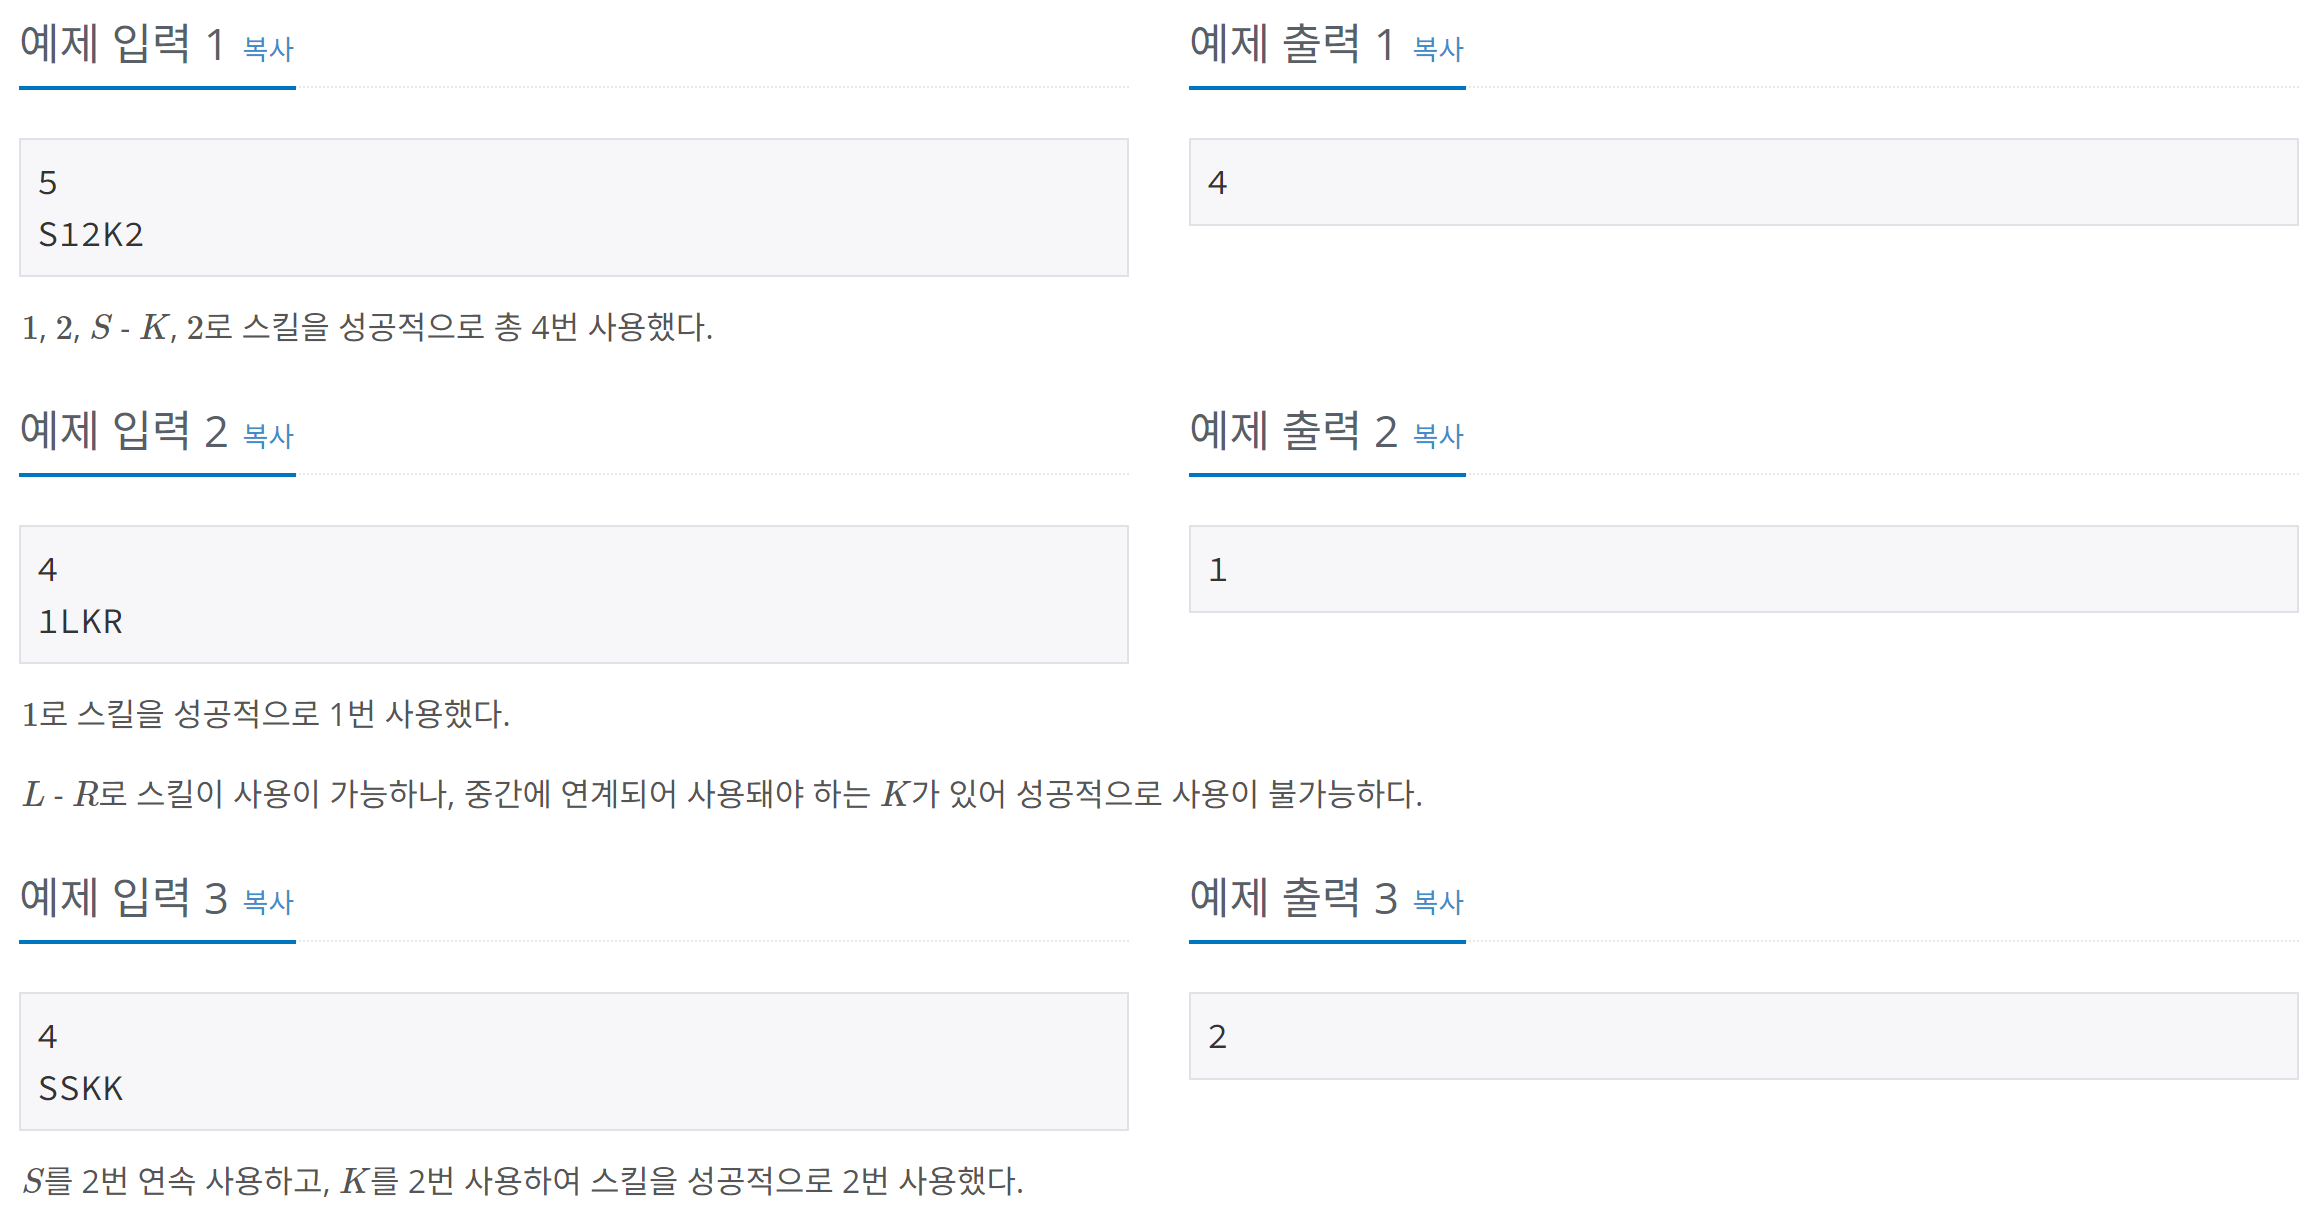 예제 입력 1 복사
예제 출력 1 복사
5
S12K2
4
1, 2, S - K, 2로 스킬을 성공적으로 총 4번 사용했다.
예제 입력 2 복사
예제 출력 2 복사
4
1LKR
1
1로 스킬을 성공적으로 1번 사용했다.
L - R로 스킬이 사용이 가능하나, 중간에 연계되어 사용돼야 하는 K가 있어 성공적으로 사용이 불가능하다.
예제 입력 3 복사
예제 출력 3 복사
4
SSKK
2
S를 2번 연속 사용하고, K를 2번 사용하여 스킬을 성공적으로 2번 사용했다.